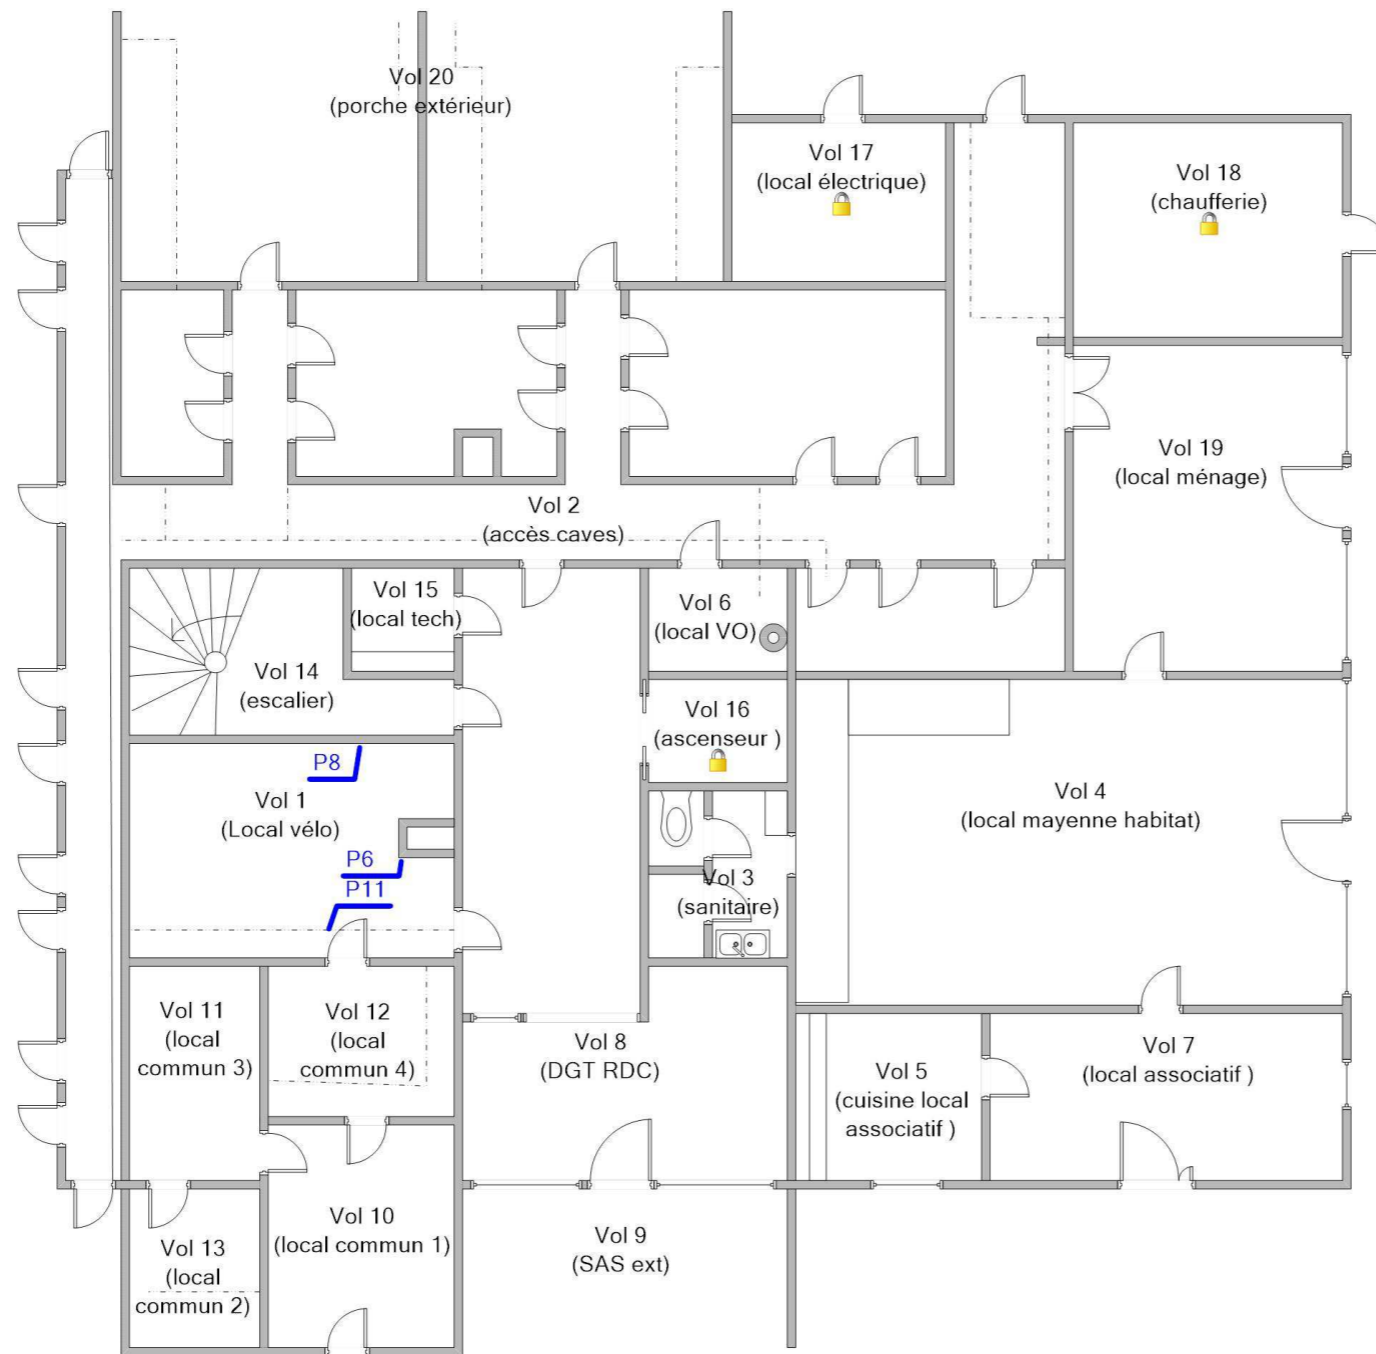 Vol 20
(porche extérieur)
Vol 17
(local électrique)
Vol 18
(chaufferie)
Vol 19
(local ménage)
Vol 2
(accès caves)
Vol 15
(local tech)
Vol 6
(local VO)
Vol 14
(escalier)
Vol 16
(ascenseur )
P8
Vol 1
(Local vélo)
Vol 4
(local mayenne habitat)
P6
P11
Vol 3
(sanitaire)
Vol 11
(local
commun 3)
Vol 12
(local
commun 4)
Vol 8
(DGT RDC)
Vol 5
(cuisine local
associatif )
Vol 7
(local associatif )
Vol 10
(local commun 1)
Vol 9
(SAS ext)
Vol 13
(local
commun 2)